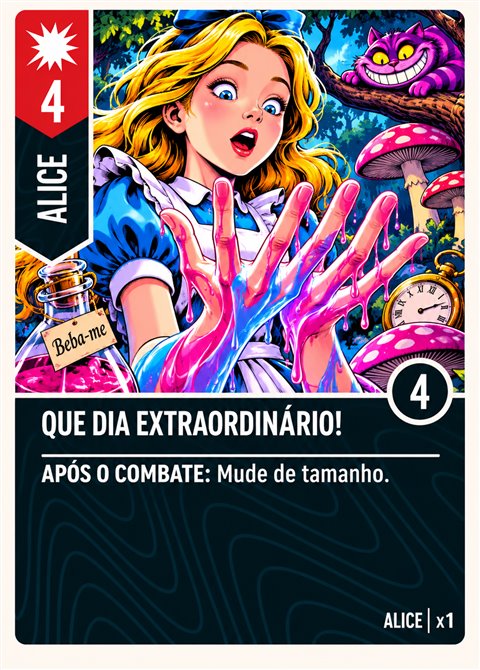 4
ALICE
Beba-me
4
QUE DIA EXTRAORDINÁRIO!
APÓS O COMBATE: Mude de tamanho.
ALICE | x1